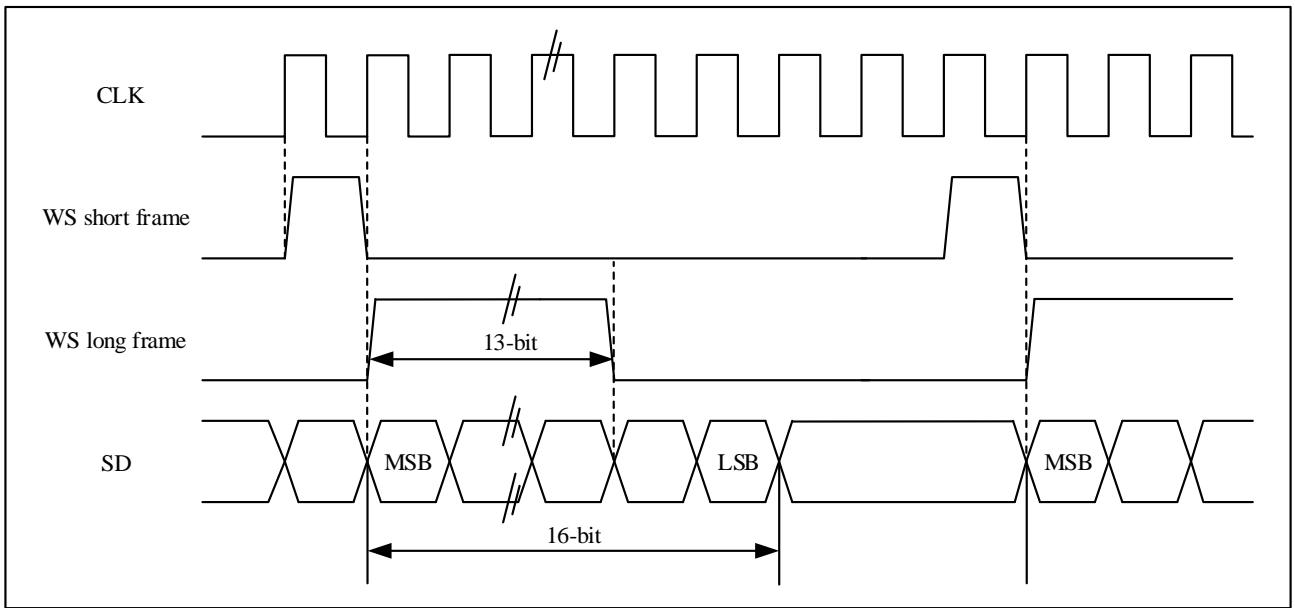 CLK
WS short frame
WS long frame
13-bit
SD
MSB
LSB
MSB
16-bit